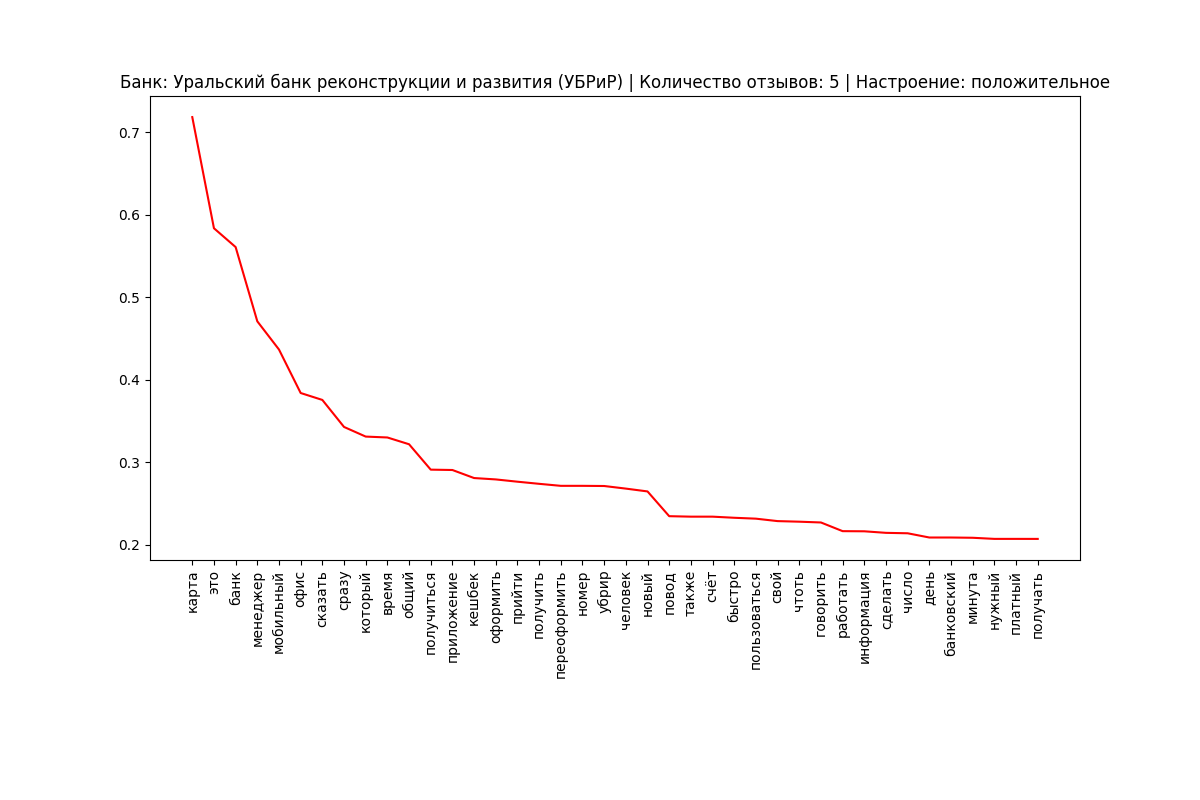 Банк: Уральский банк реконструкции и развития (УБРиР) | Количество отзывов: 5 | Настроение: положительное
0.7
0.6
0.5
0.4
0.3
0.2
карта
это
банк
менеджер
мобильный
офис
сказать
сразу
который
время
общий
получиться
приложение
кешбек
оформить
прийти
получить
переоформить
номер
убрир
человек
новый
повод
также
счёт
быстро
пользоваться
свой
чтоть
говорить
работать
информация
сделать
число
день
банковский
минута
нужный
платный
получать